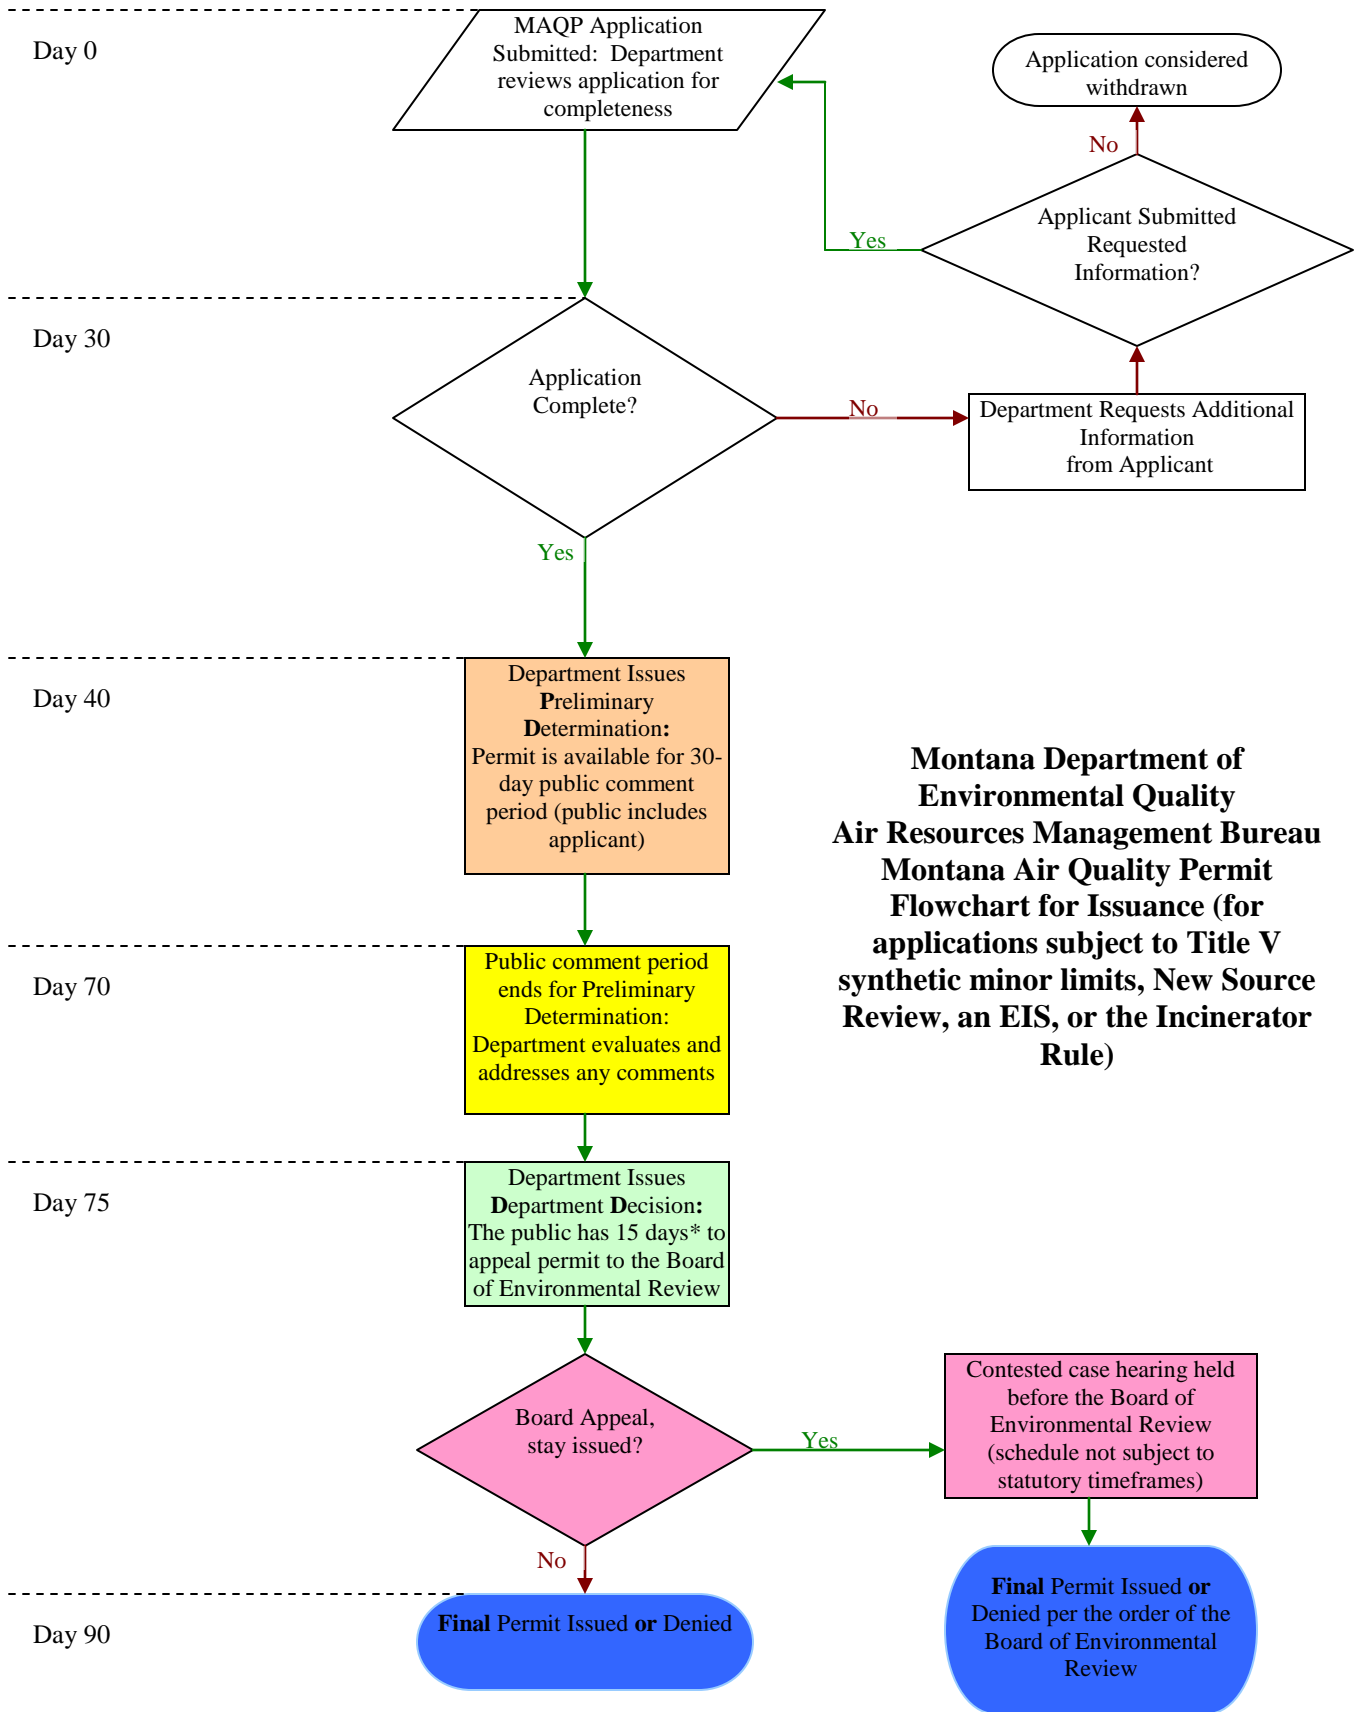 Day 0
MAQP Application
Submitted:  Department
reviews application for
completeness
Application considered
withdrawn
No
Applicant Submitted
Requested
Information?
Yes
Day 30
Application
Complete?
No
Department Requests Additional
Information
from Applicant
Yes
Day 40
Department Issues
Preliminary
Determination:
Permit is available for 30-
day public comment
period (public includes
applicant)
Montana Department of
Environmental Quality
Air Resources Management Bureau
Montana Air Quality Permit
Flowchart for Issuance (for
applications subject to Title V
synthetic minor limits, New Source
Review, an EIS, or the Incinerator
Rule)
Day 70
Public comment period
ends for Preliminary
Determination:
Department evaluates and
addresses any comments
Day 75
Department Issues
Department Decision:
The public has 15 days* to
appeal permit to the Board
of Environmental Review
Board Appeal,
stay issued?
Yes
Contested case hearing held
before the Board of
Environmental Review
(schedule not subject to
statutory timeframes)
No
Day 90
Final Permit Issued or Denied
Final Permit Issued or
Denied per the order of the
Board of Environmental
Review